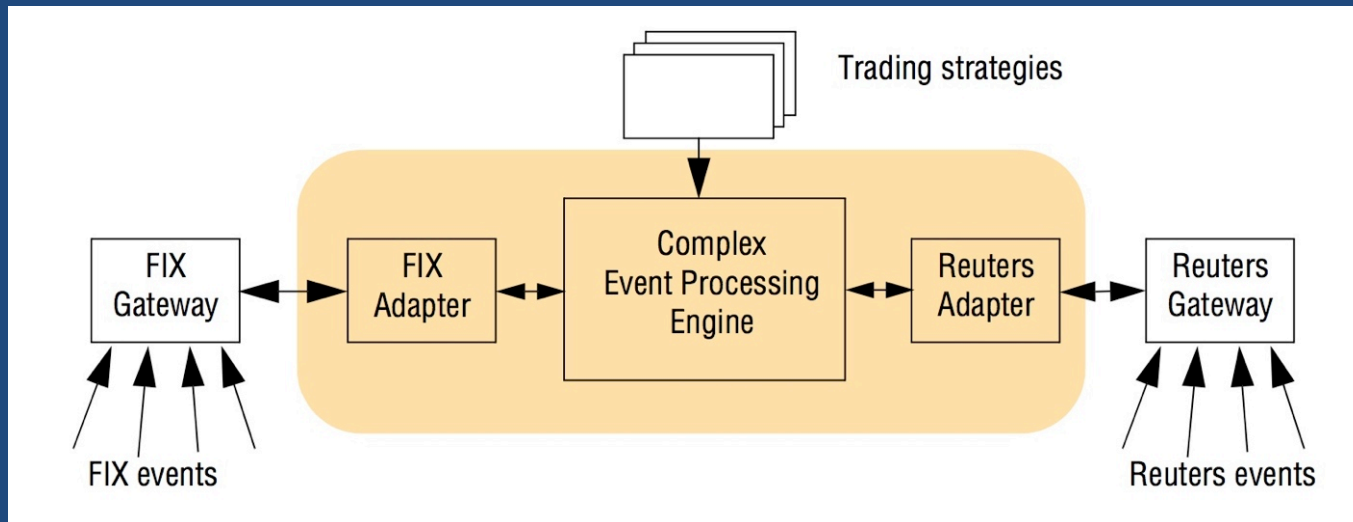 Trading strategies
FIX
Gateway
FIX
Adapter
Complex
Event Processing
Engine
Reuters
Adapter
Reuters
Gateway
FIX events
Reuters events